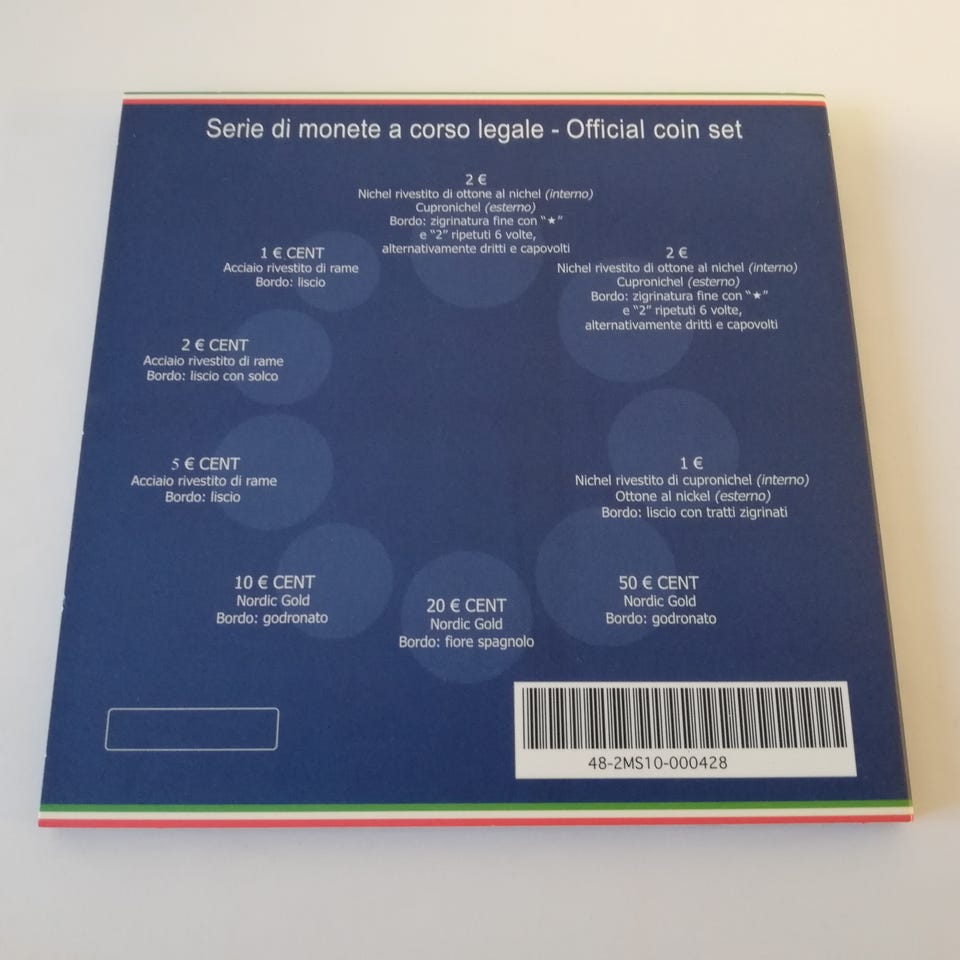 Serie di monete a corso legale - Official coin set
2 €
Nichel rivestito di ottone al nichel (interno)
Cupronichel (esterno)
Bordo: zigrinatura fine con “★”
e “2” ripetuti 6 volte,
alternativamente dritti e capovolti
1 € CENT
Acciaio rivestito di rame
Bordo: liscio
2 €
Nichel rivestito di ottone al nichel (interno)
Cupronichel (esterno)
Bordo: zigrinatura fine con “★”
e “2” ripetuti 6 volte,
alternativamente dritti e capovolti
2 € CENT
Acciaio rivestito di rame
Bordo: liscio con solco
5 € CENT
Acciaio rivestito di rame
Bordo: liscio
1 €
Nichel rivestito di cupronichel (interno)
Ottone al nickel (esterno)
Bordo: liscio con tratti zigrinati
10 € CENT
Nordic Gold
Bordo: godronato
20 € CENT
Nordic Gold
Bordo: fiore spagnolo
50 € CENT
Nordic Gold
Bordo: godronato
48-2MS10-000428